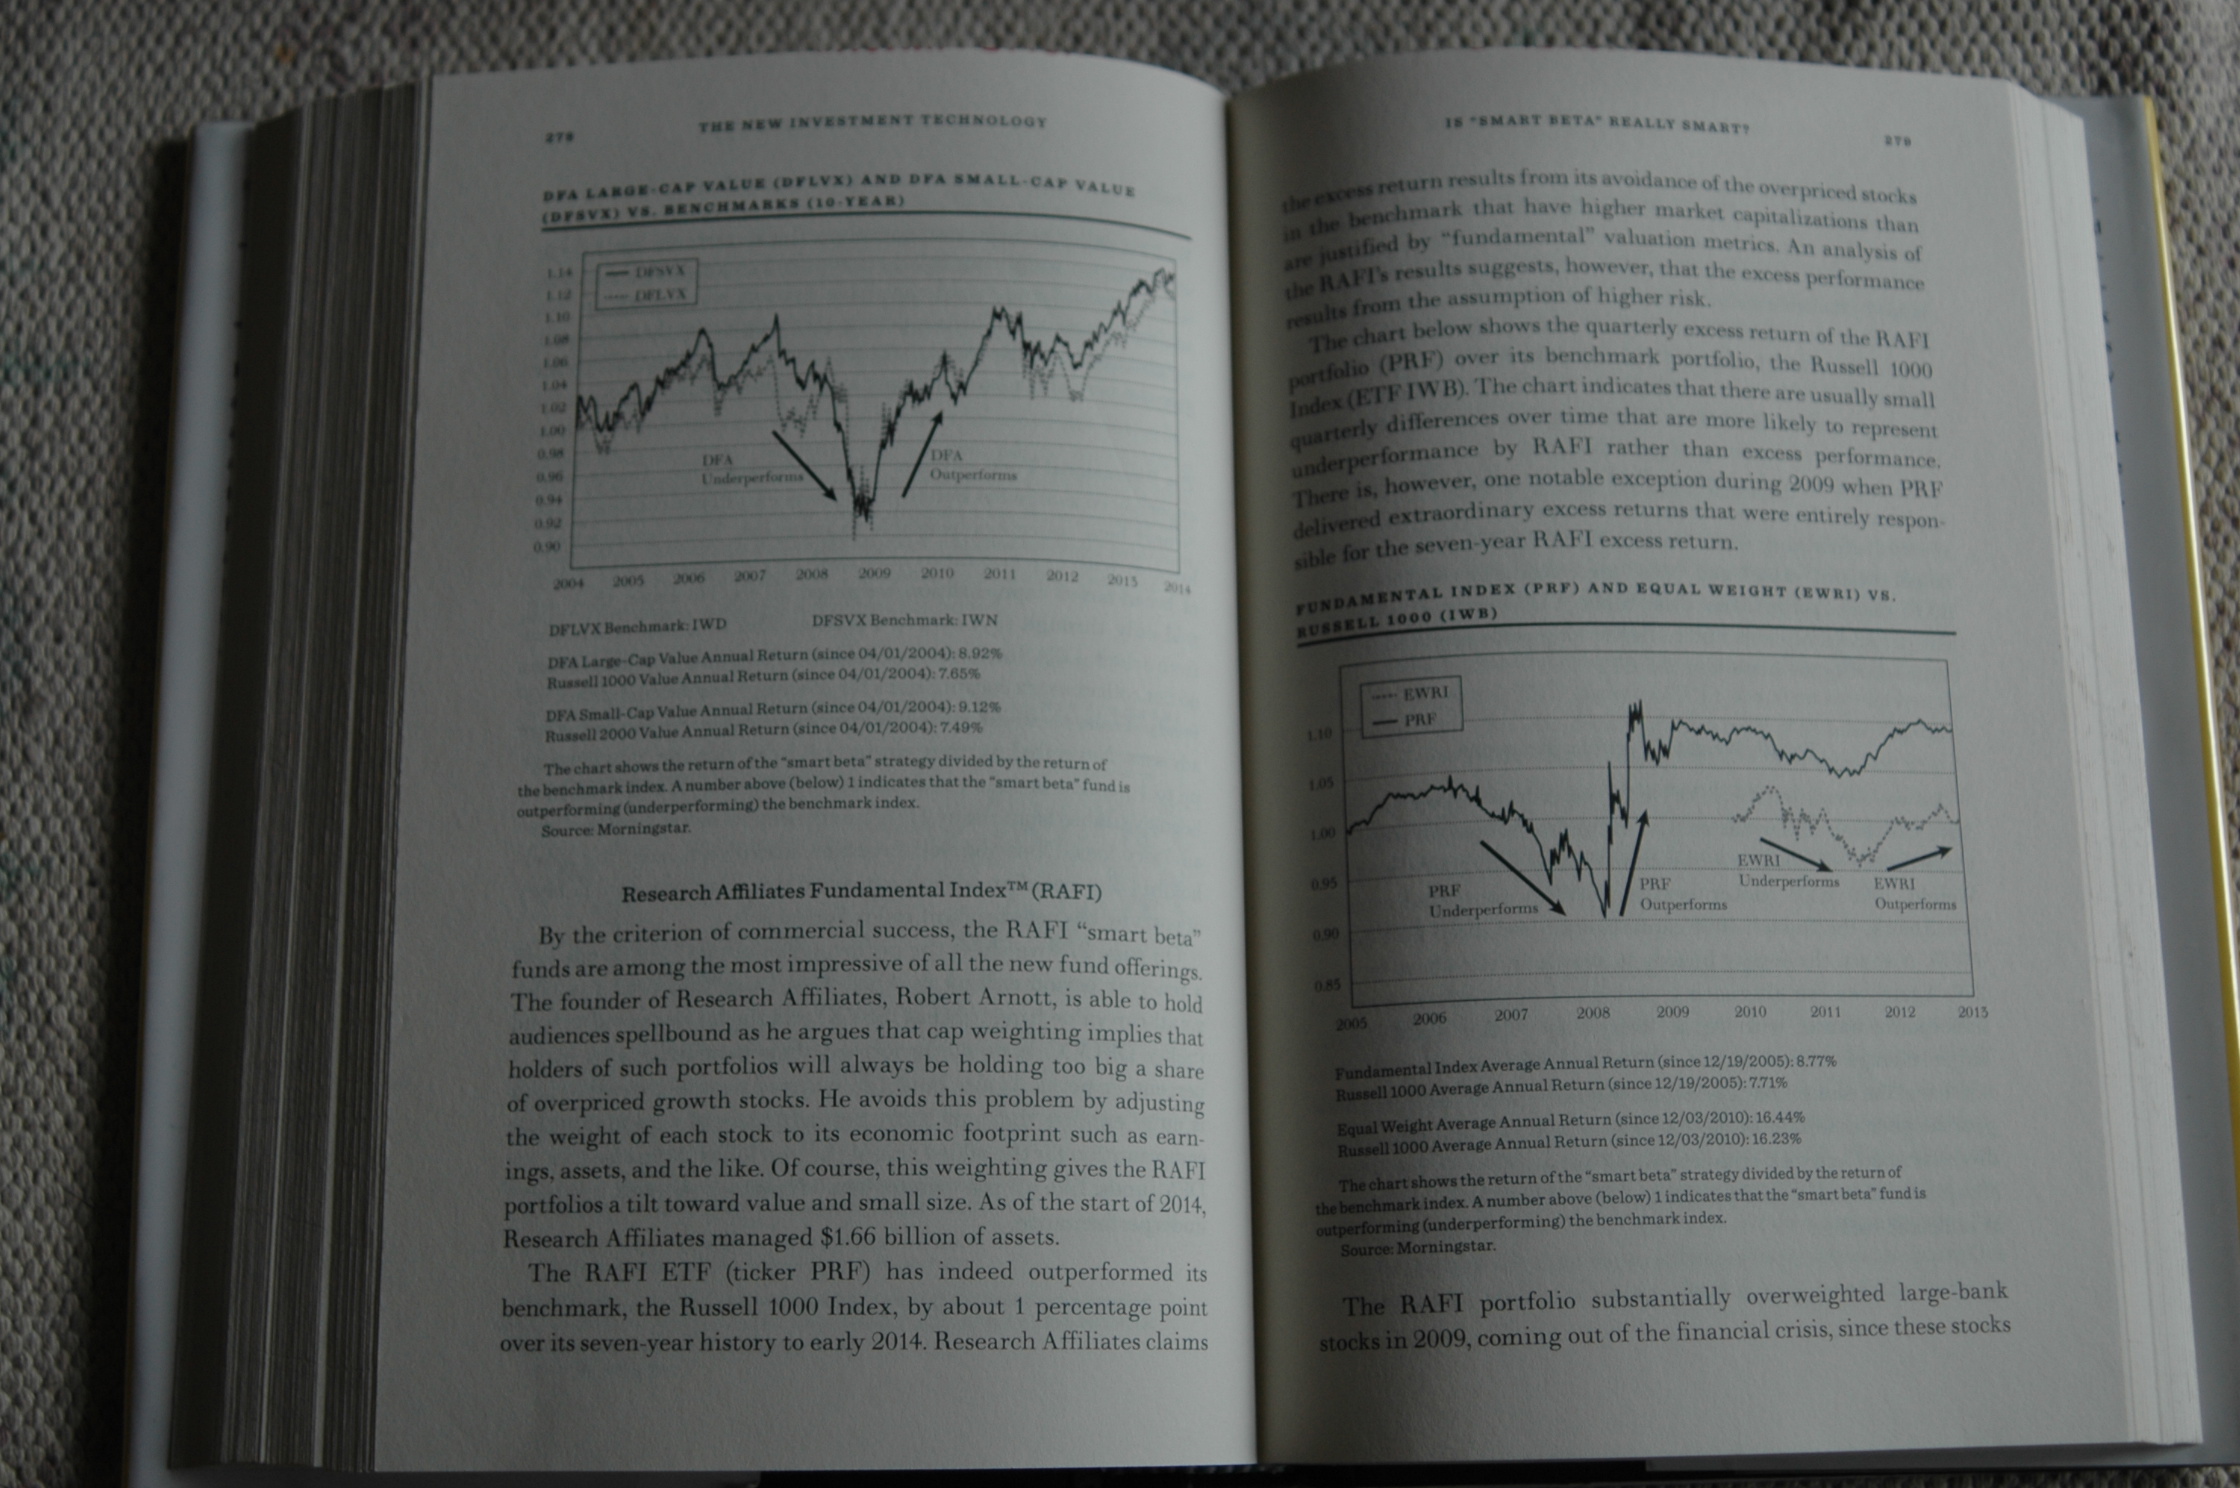 278
THE NEW INVESTMENT TECHNOLOGY
DFA LARGE-CAP VALUE (DFLVX) AND DFA SMALL-CAP VALUE
(DFSVX) VS. BENCHMARKS (10-YEAR)
DFSVX
DFLVX
1.14
1.12
1.10
1.08
1.06
1.04
1.02
1.00
0.98
0.96
0.94
0.92
0.90
DFA
Underperforms
DFA
Outperforms
2004 2005 2006 2007 2008 2009 2010 2011 2012 2013 2014
DFLVX Benchmark: IWD DFSVX Benchmark: IWN
DFA Large-Cap Value Annual Return (since 04/01/2004): 8.92%
Russell 1000 Value Annual Return (since 04/01/2004): 7.65%
DFA Small-Cap Value Annual Return (since 04/01/2004): 9.12%
Russell 2000 Value Annual Return (since 04/01/2004): 7.49%
The chart shows the return of the “smart beta” strategy divided by the return of
the benchmark index. A number above (below) 1 indicates that the “smart beta” fund is
outperforming (underperforming) the benchmark index.
Source: Morningstar.
Research Affiliates Fundamental Index™ (RAFI)
By the criterion of commercial success, the RAFI “smart beta”
funds are among the most impressive of all the new fund offerings.
The founder of Research Affiliates, Robert Arnott, is able to hold
audiences spellbound as he argues that cap weighting implies that
holders of such portfolios will always be holding too big a share
of overpriced growth stocks. He avoids this problem by adjusting
the weight of each stock to its economic footprint such as earn-
ings, assets, and the like. Of course, this weighting gives the RAFI
portfolios a tilt toward value and small size. As of the start of 2014,
Research Affiliates managed $1.66 billion of assets.
The RAFI ETF (ticker PRF) has indeed outperformed its
benchmark, the Russell 1000 Index, by about 1 percentage point
over its seven-year history to early 2014. Research Affiliates claims
IS “SMART BETA” REALLY SMART?
279
the excess return results from its avoidance of the overpriced stocks
in the benchmark that have higher market capitalizations than
are justified by “fundamental” valuation metrics. An analysis of
the RAFI’s results suggests, however, that the excess performance
results from the assumption of higher risk.
The chart below shows the quarterly excess return of the RAFI
portfolio (PRF) over its benchmark portfolio, the Russell 1000
Index (ETF IWB). The chart indicates that there are usually small
quarterly differences over time that are more likely to represent
underperformance by RAFI rather than excess performance.
There is, however, one notable exception during 2009 when PRF
delivered extraordinary excess returns that were entirely respon-
sible for the seven-year RAFI excess return.
FUNDAMENTAL INDEX (PRF) AND EQUAL WEIGHT (EWRI) VS.
RUSSELL 1000 (IWB)
EWRI
PRF
1.10
1.05
1.00
0.95
0.90
0.85
PRF
Underperforms
PRF
Outperforms
EWRI
Underperforms
EWRI
Outperforms
2005 2006 2007 2008 2009 2010 2011 2012 2013
Fundamental Index Average Annual Return (since 12/19/2005): 8.77%
Russell 1000 Average Annual Return (since 12/19/2005): 7.71%
Equal Weight Average Annual Return (since 12/03/2010): 16.44%
Russell 1000 Average Annual Return (since 12/03/2010): 16.23%
The chart shows the return of the “smart beta” strategy divided by the return of
the benchmark index. A number above (below) 1 indicates that the “smart beta” fund is
outperforming (underperforming) the benchmark index.
Source: Morningstar.
The RAFI portfolio substantially overweighted large-bank
stocks in 2009, coming out of the financial crisis, since these stocks